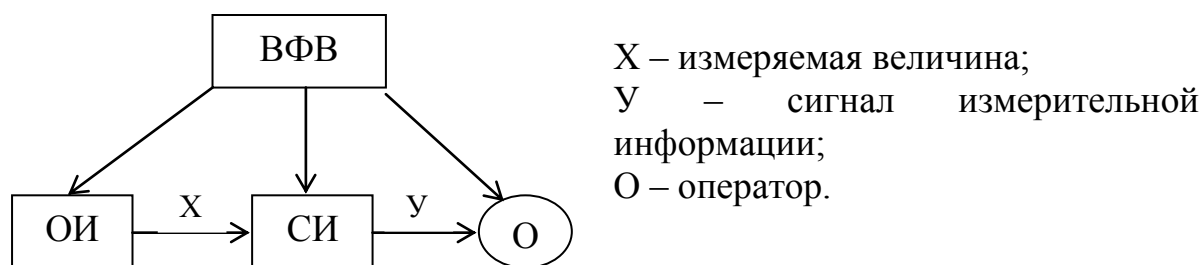 ВФВ
Х – измеряемая величина;
У – сигнал измерительной
информации;
О – оператор.
Х
У
ОИ
СИ
О